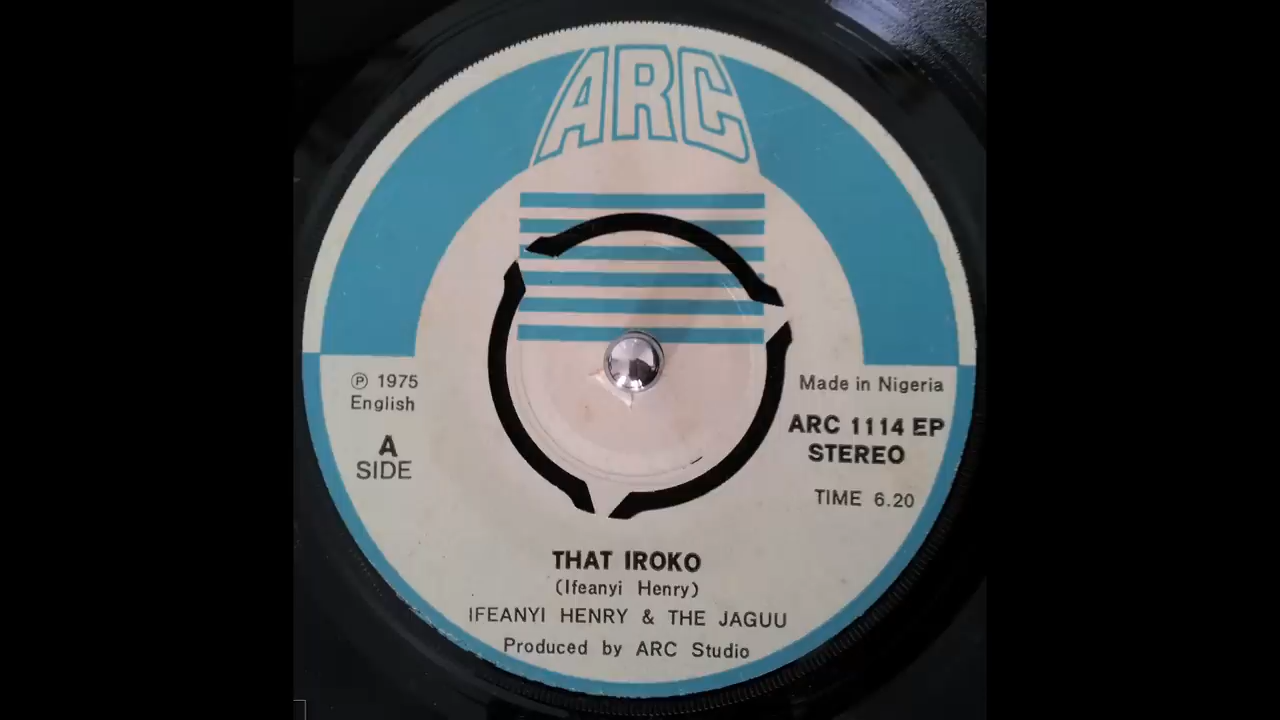 ARC
℗ 1975
English
A
SIDE
Made in Nigeria
ARC 1114 EP
STEREO
TIME 6.20
THAT IROKO
(Ifeanyi Henry)
IFEANYI HENRY & THE JAGUU
Produced by ARC Studio